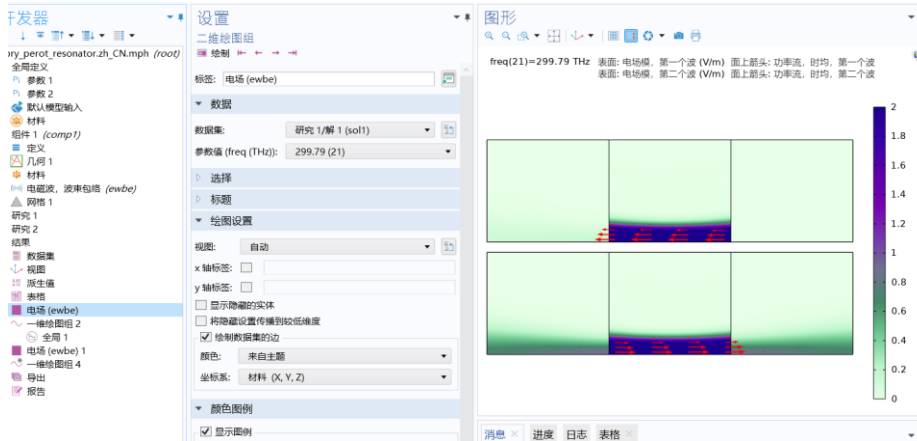 开发器
ory_perot_resonator.zh_CN.mph (root)
全局定义
Pi 参数 1
Pi 参数 2
默认模型输入
材料
组件 1 (comp1)
定义
几何 1
材料
电磁波，波束包络 (ewbe)
网格 1
研究 1
研究 2
结果
数据集
视图
派生值
表格
电场 (ewbe)
一维绘图组 2
全局 1
电场 (ewbe) 1
一维绘图组 4
导出
报告
设置
二维绘图组
绘制
标签: 电场 (ewbe)
数据
数据集: 研究 1/解 1 (sol1)
参数值 (freq (THz)): 299.79 (21)
选择
标题
绘图设置
视图: 自动
x 轴标签:
y 轴标签:
显示隐藏的实体
将隐藏设置传播到较低维度
绘制数据集的边
颜色: 来自主题
坐标系: 材料 (X, Y, Z)
颜色图例
显示图例
图形
freq(21)=299.79 THz 表面: 电场模，第一个波 (V/m) 面上箭头: 功率流，时均，第一个波
表面: 电场模，第二个波 (V/m) 面上箭头: 功率流，时均，第二个波
2
1.8
1.6
1.4
1.2
1
0.8
0.6
0.4
0.2
0
消息 进度 日志 表格